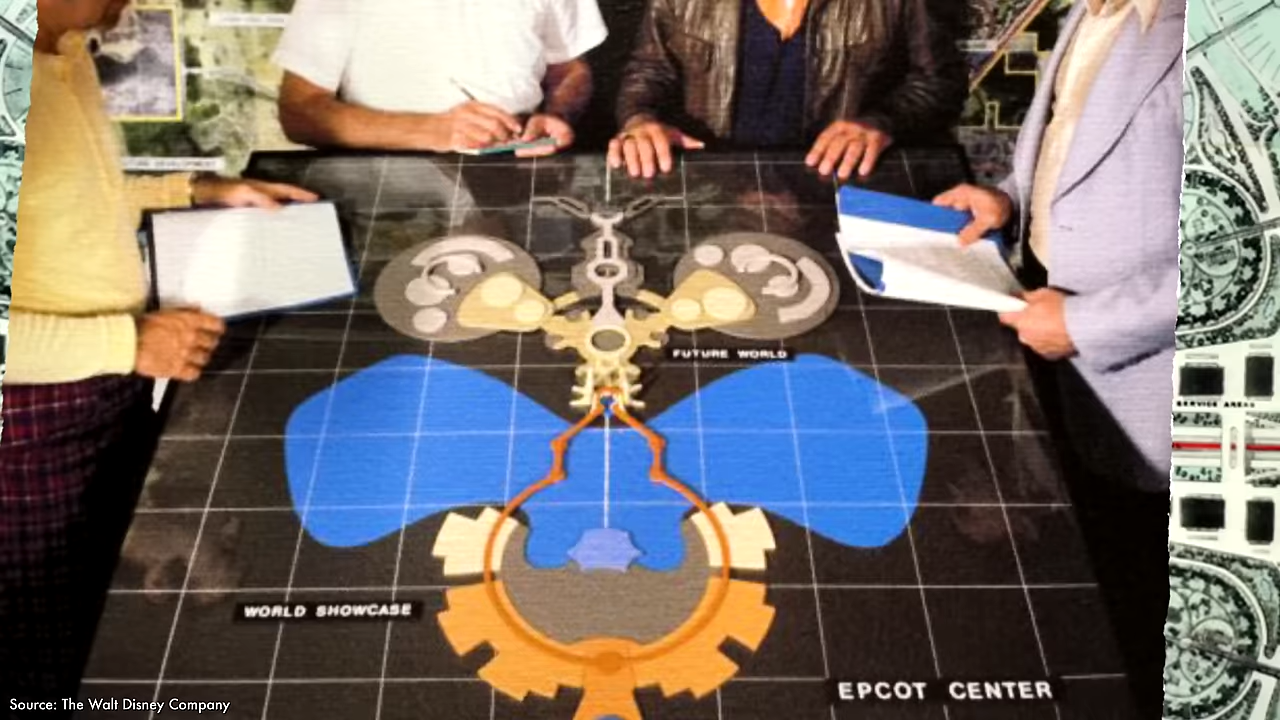 FUTURE WORLD
SERVICE AREAS
WORLD SHOWCASE
EPCOT CENTER
Source: The Walt Disney Company